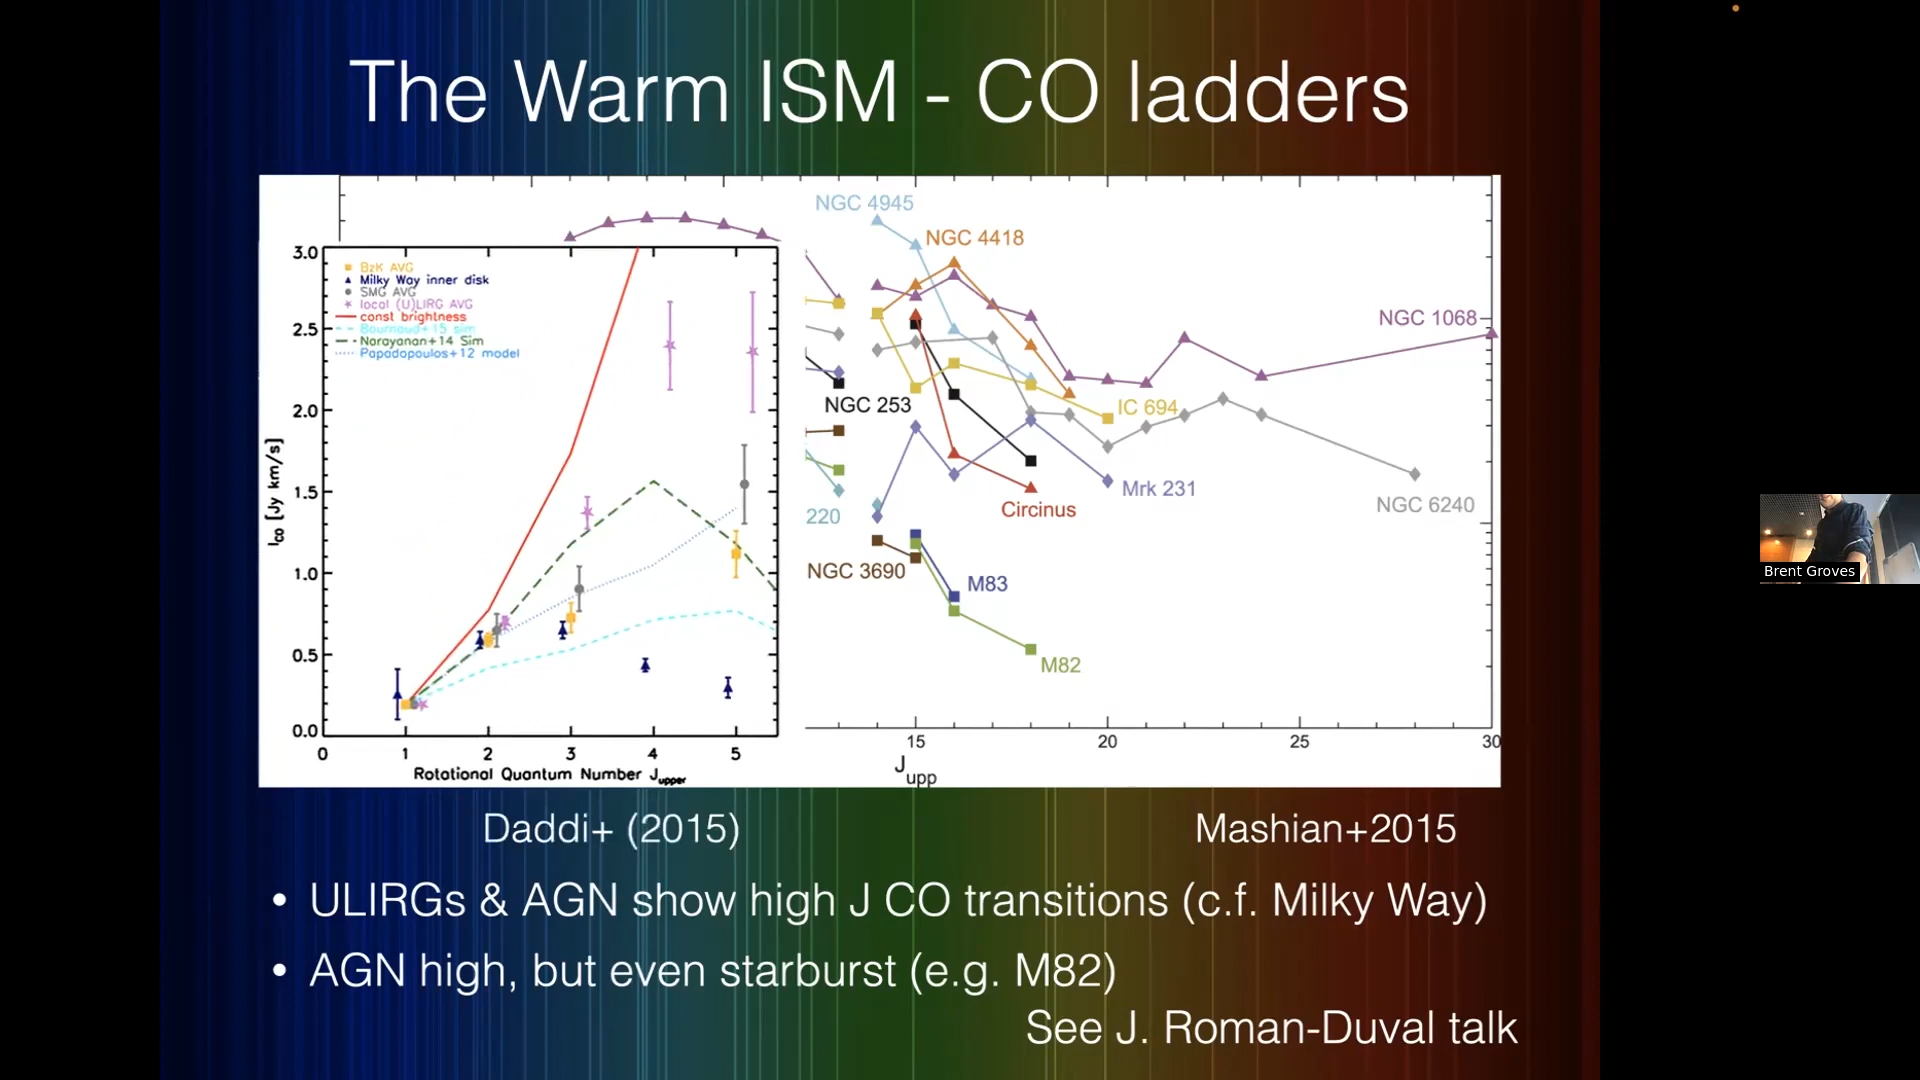 The Warm ISM - CO ladders
NGC 4945
NGC 4418
NGC 1068
NGC 253
IC 694
Mrk 231
NGC 6240
Circinus
220
NGC 3690
M83
M82
15
20
25
30
J upp
3.0
2.5
2.0
1.5
1.0
0.5
0.0
I CO [Jy km/s]
BzK AVG
Milky Way inner disk
SMG AVG
local (U)LIRG AVG
const brightness
Bournaud+15 sim
Narayanan+14 Sim
Papadopoulos+12 model
0
1
2
3
4
5
Rotational Quantum Number J upper
Daddi+ (2015)
Mashian+2015
• ULIRGs & AGN show high J CO transitions (c.f. Milky Way)
• AGN high, but even starburst (e.g. M82)
See J. Roman-Duval talk
Brent Groves